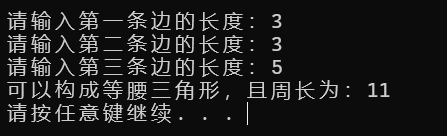 请输入第一条边的长度：3
请输入第二条边的长度：3
请输入第三条边的长度：5
可以构成等腰三角形，且周长为：11
请按任意键继续. . .